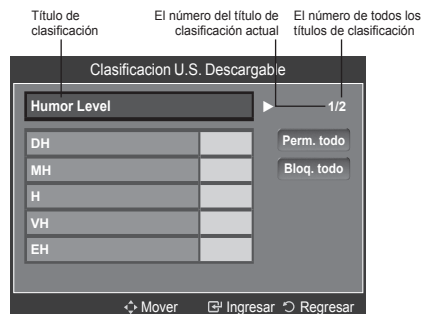 Título de
clasificación
El número del título de
clasificación actual
El número de todos los
títulos de clasificación
Clasificacion U.S. Descargable
Humor Level
1/2
DH
MH
H
VH
EH
Perm. todo
Bloq. todo
Mover
Ingresar
Regresar